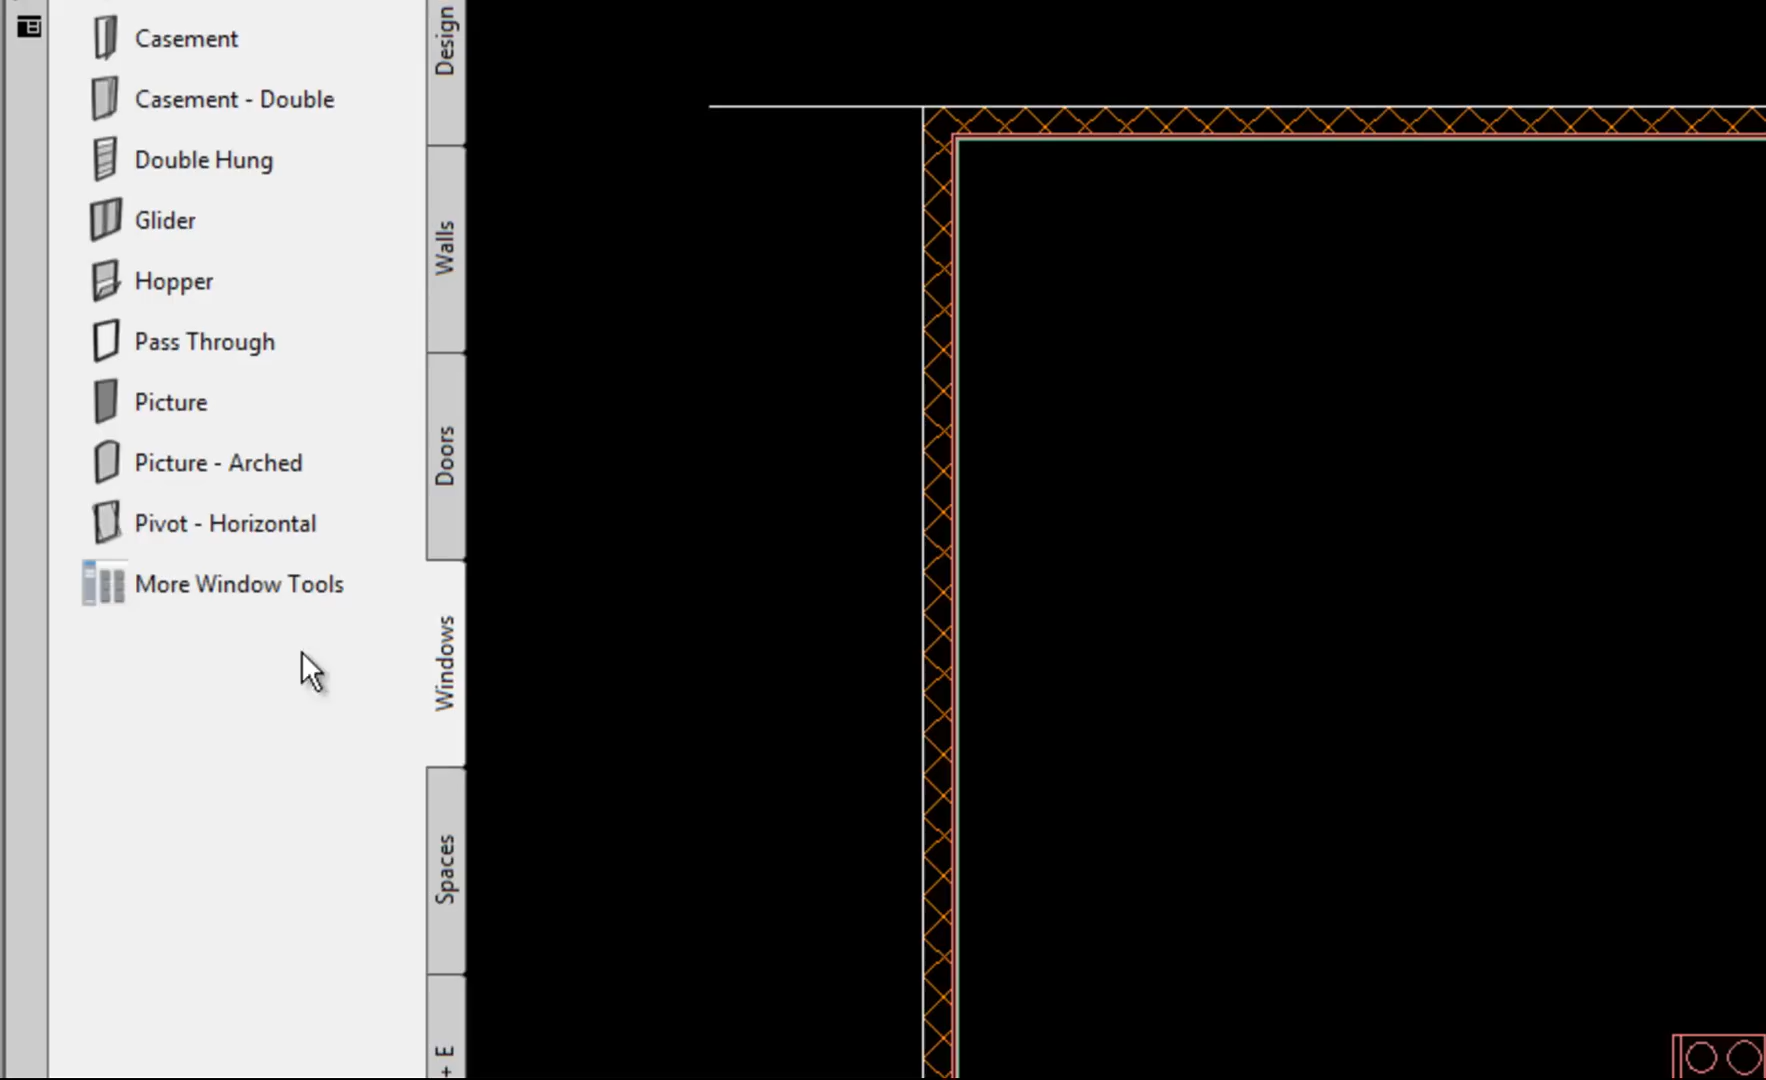 Casement
Casement - Double
Double Hung
Glider
Hopper
Pass Through
Picture
Picture - Arched
Pivot - Horizontal
More Window Tools
Design
Walls
Doors
Windows
Spaces
+ E